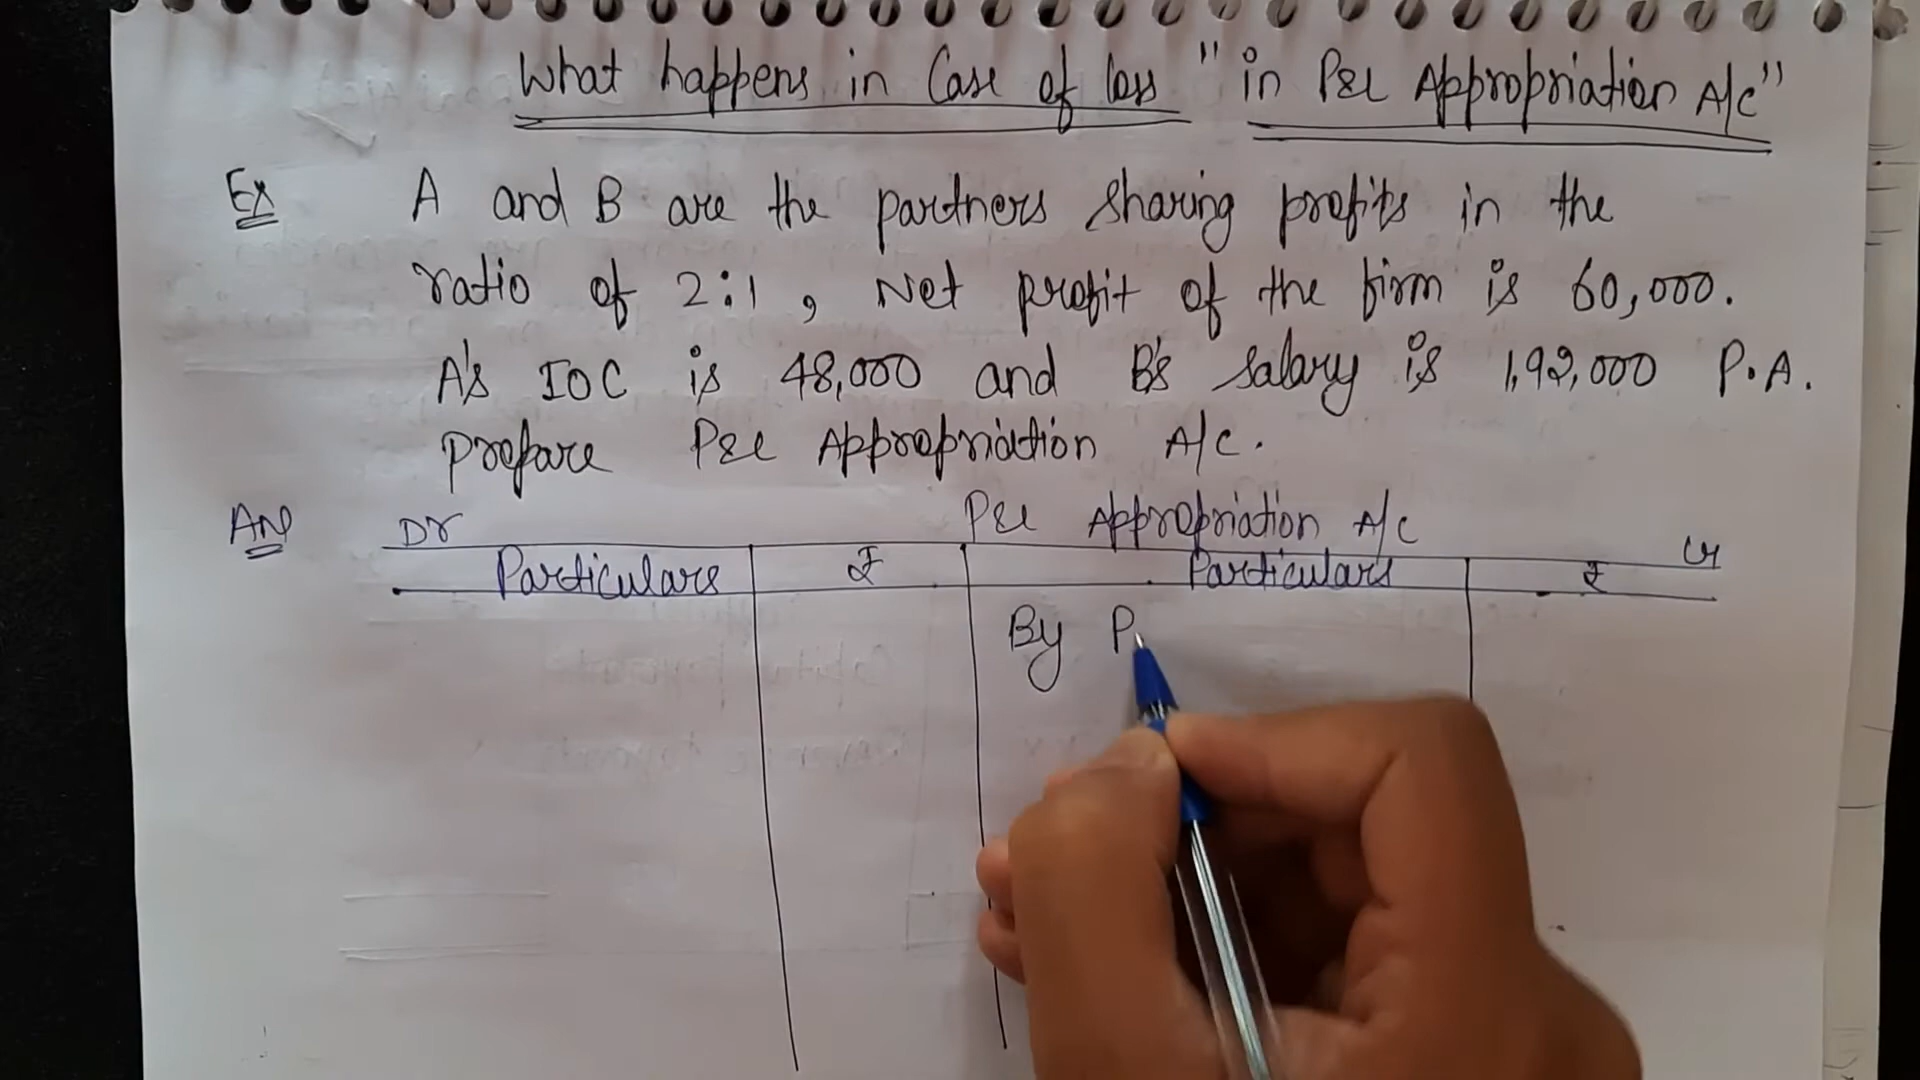 What happens in Case of loss "in P&L Appropriation A/C"
Ex A and B are the partners sharing profits in the
ratio of 2:1, Net profit of the firm is 60,000.
A's IOC is 48,000 and B's salary is 1,92,000 P.A.
Prepare P&L Appropriation A/C.
Ans Dr P&L Appropriation A/C Cr
Particulars ₹ Particulars ₹
By P